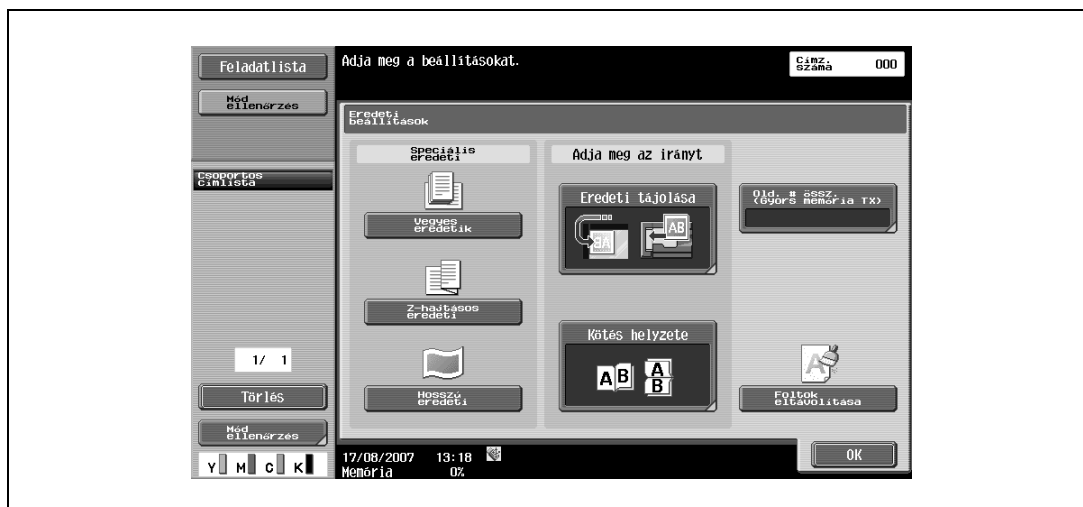 Feladatlista
Adja meg a beállításokat.
Címz.
száma 000
Mód
ellenőrzés
Eredeti
beállítások
Csoportos
címlista
Speciális
eredeti
Adja meg az irányt
Vegyes
eredetik
Eredeti tájolása
AB
AB
Old. # össz.
(Gyors memória TX)
Z-hajtásos
eredeti
Kötés helyzete
A B
A
B
1/ 1
Törlés
Hosszú
eredeti
A
Foltok
eltávolítása
Mód
ellenőrzés
Y M C K
17/08/2007 13:18
Memória 0%
OK